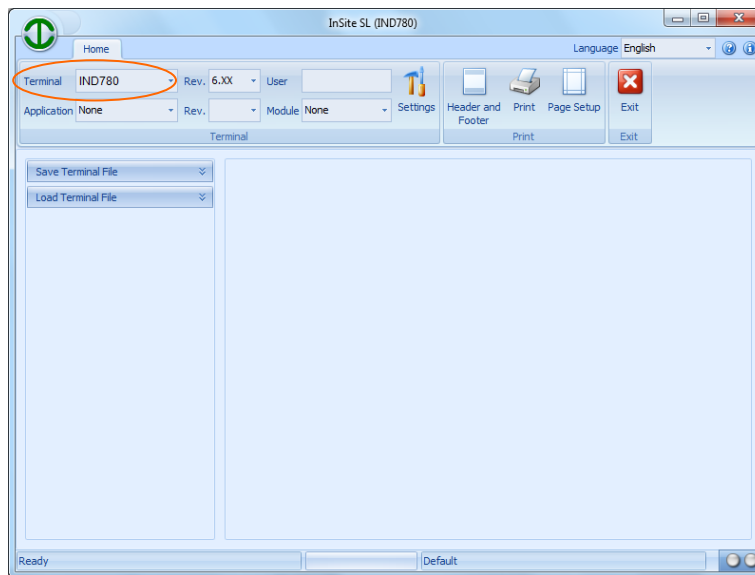 InSite SL (IND780)
Home
Language English
Terminal IND780 Rev. 6.XX User
Application None Rev. Module None
Settings
Header and Footer
Print
Page Setup
Exit
Terminal
Print
Exit
Save Terminal File
Load Terminal File
Ready
Default